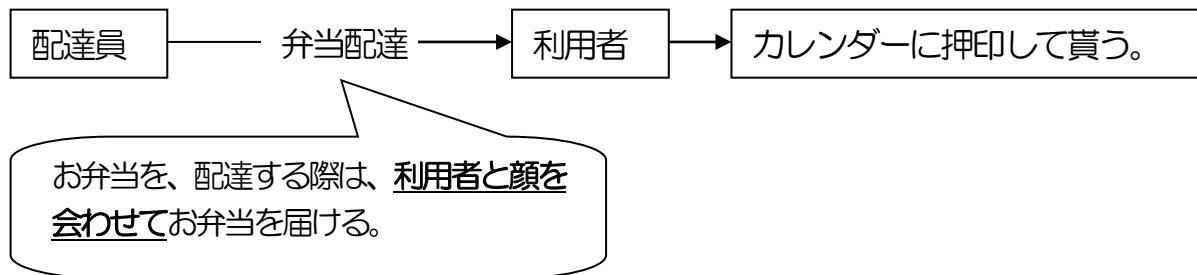 配達員 弁当配達 利用者 カレンダーに押印して貰う。
お弁当を、配達する際は、利用者と顔を
会わせてお弁当を届ける。